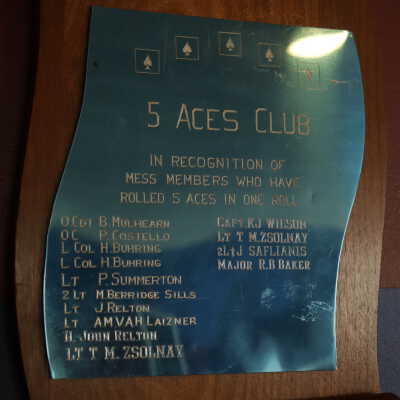 5 ACES CLUB
IN RECOGNITION OF
MESS MEMBERS WHO HAVE
ROLLED 5 ACES IN ONE ROLL
OCDT B. MULHEARN
OC P. COSTELLO
L COL H. BUHRING
L COL H. BUHRING
LT P. SUMMERTON
2 LT M. BERRIDGE SILLS
LT J. RELTON
LT AMVAH LAIZNER
H. JOHN RELTON
LT T M. ZSOLNAY
CAPT. KJ WILSON
LT T M. ZSOLNAY
2Lt J SAFLIANIS
MAJOR R.B BAKER